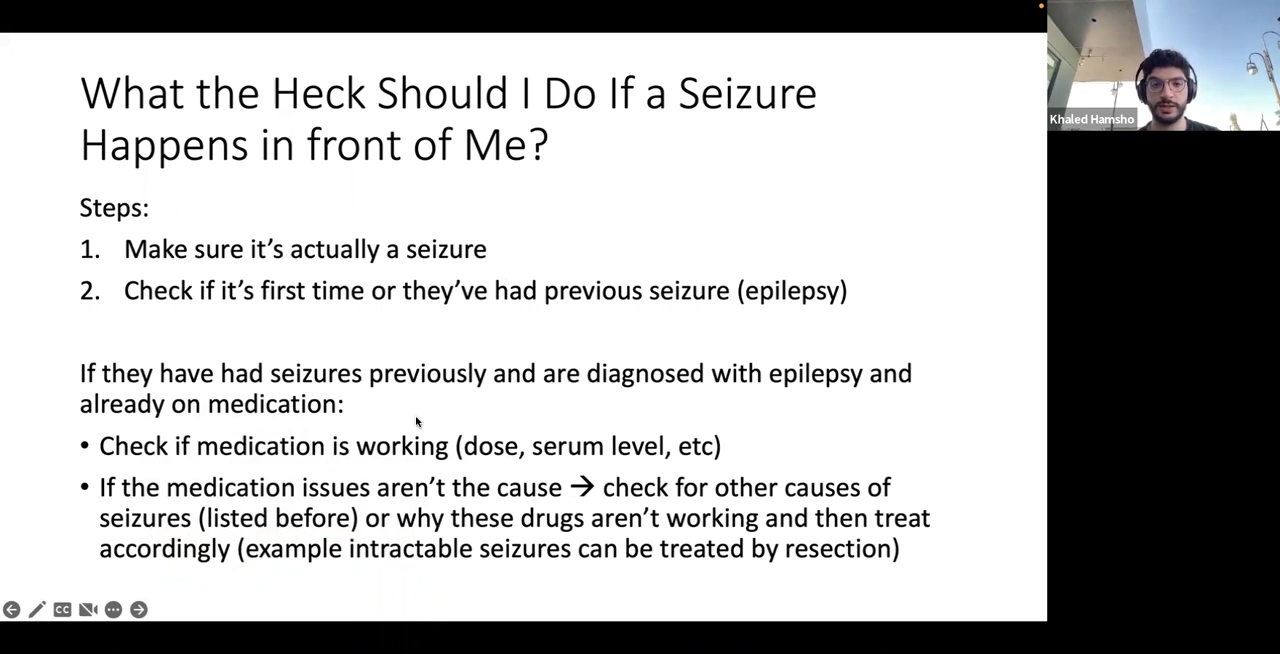 What the Heck Should I Do If a Seizure
Happens in front of Me?
Steps:
1. Make sure it's actually a seizure
2. Check if it's first time or they've had previous seizure (epilepsy)
If they have had seizures previously and are diagnosed with epilepsy and
already on medication:
• Check if medication is working (dose, serum level, etc)
• If the medication issues aren't the cause → check for other causes of
seizures (listed before) or why these drugs aren't working and then treat
accordingly (example intractable seizures can be treated by resection)
CC
Khaled Hamsho